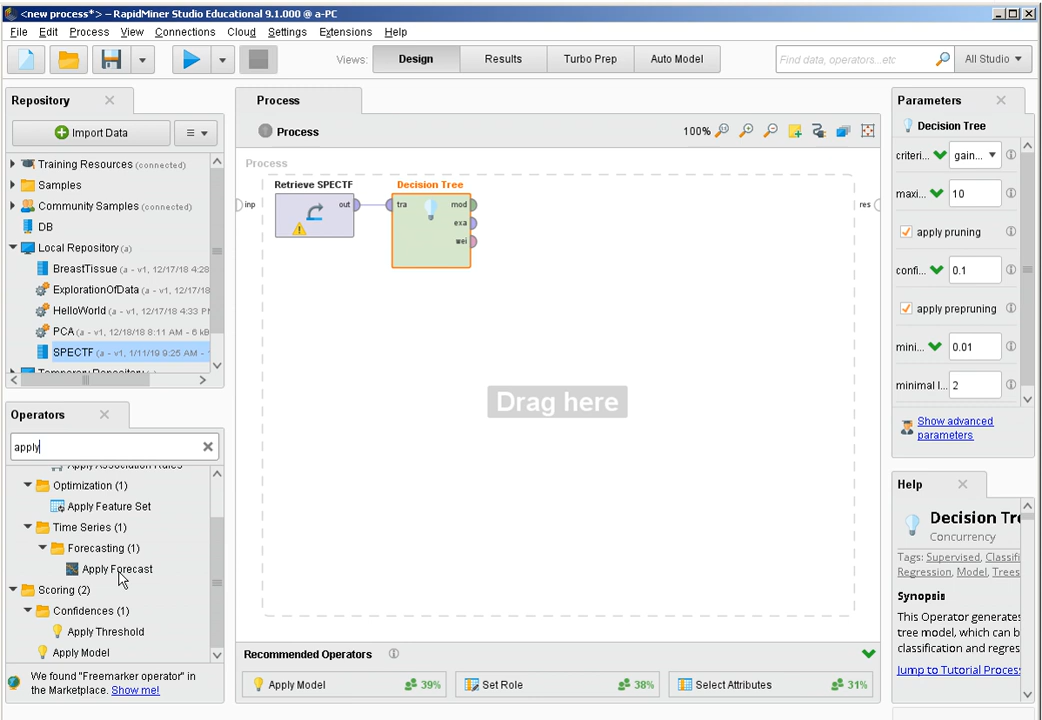 <new process*> – RapidMiner Studio Educational 9.1.000 @ a-PC
File Edit Process View Connections Cloud Settings Extensions Help
Views: Design Results Turbo Prep Auto Model Find data, operators...etc All Studio
Repository
Import Data
Training Resources (connected)
Samples
Community Samples (connected)
DB
Local Repository (a)
BreastTissue (a - v1, 12/17/18 4:28
ExplorationOfData (a - v1, 12/17/18
HelloWorld (a - v1, 12/17/18 4:33 P
PCA (a - v1, 12/18/18 8:11 AM - 6 kB
SPECTF (a - v1, 1/11/19 9:25 AM -
Temporary Repository
Operators
apply
Apply Association Rules
Optimization (1)
Apply Feature Set
Time Series (1)
Forecasting (1)
Apply Forecast
Scoring (2)
Confidences (1)
Apply Threshold
Apply Model
We found "Freemarker operator" in
the Marketplace. Show me!
Process
Process
100%
Process
inp
Retrieve SPECTF
out
Decision Tree
tra
mod
exa
wei
res
Drag here
Recommended Operators
Apply Model 39%
Set Role 38%
Select Attributes 31%
Parameters
Decision Tree
criteri... gain...
maxi... 10
apply pruning
confi... 0.1
apply prepruning
mini... 0.01
minimal l... 2
Show advanced
parameters
Help
Decision Tre
Concurrency
Tags: Supervised, Classifi
Regression, Model, Trees
Synopsis
This Operator generates
tree model, which can b
classification and regres
Jump to Tutorial Proces